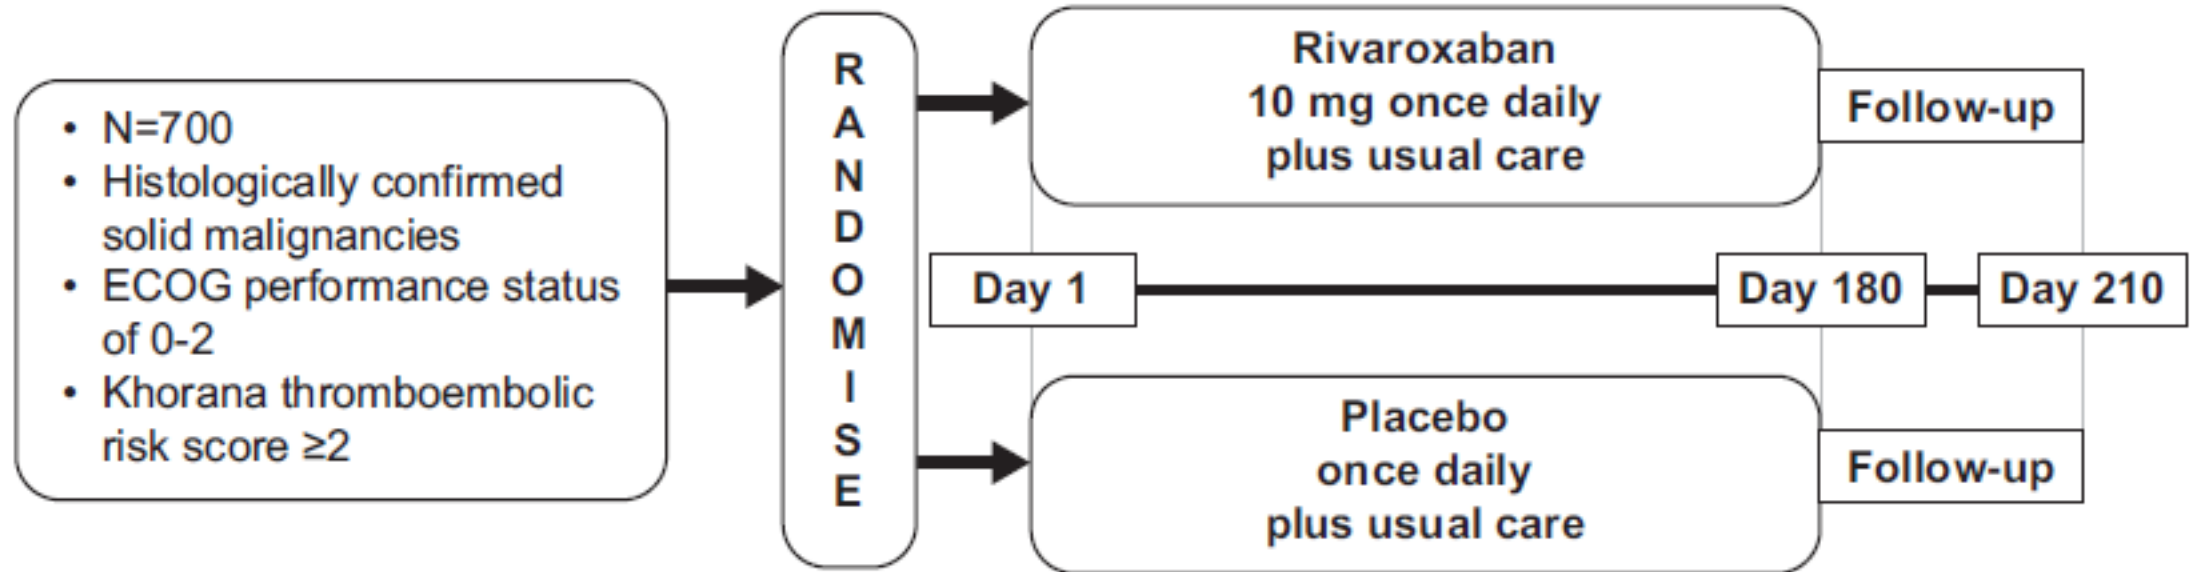 • N=700
• Histologically confirmed
solid malignancies
• ECOG performance status
of 0-2
• Khorana thromboembolic
risk score ≥2
R
A
N
D
O
M
I
S
E
Rivaroxaban
10 mg once daily
plus usual care
Follow-up
Day 1
Day 180
Day 210
Placebo
once daily
plus usual care
Follow-up